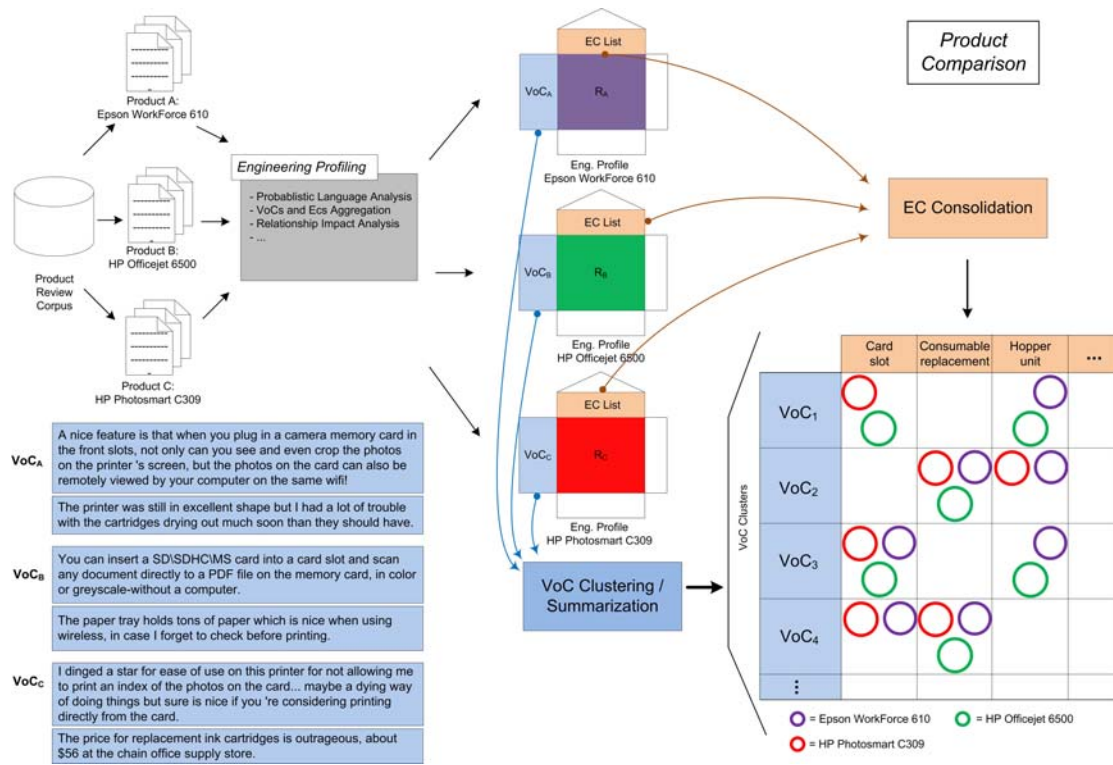 Product A:
Epson WorkForce 610
Product B:
HP Officejet 6500
Product
Review
Corpus
Product C:
HP Photosmart C309
Engineering Profiling
- Probablistic Language Analysis
- VoCs and Ecs Aggregation
- Relationship Impact Analysis
- ...
EC List
VoCA
RA
Eng. Profile
Epson WorkForce 610
EC List
VoCB
RB
Eng. Profile
HP Officejet 6500
EC List
VoCC
RC
Eng. Profile
HP Photosmart C309
Product
Comparison
EC Consolidation
VoC Clustering /
Summarization
VoCA
A nice feature is that when you plug in a camera memory card in
the front slots, not only can you see and even crop the photos
on the printer 's screen, but the photos on the card can also be
remotely viewed by your computer on the same wifi!
The printer was still in excellent shape but I had a lot of trouble
with the cartridges drying out much soon than they should have.
VoCB
You can insert a SD\SDHC\MS card into a card slot and scan
any document directly to a PDF file on the memory card, in color
or greyscale-without a computer.
The paper tray holds tons of paper which is nice when using
wireless, in case I forget to check before printing.
VoCC
I dinged a star for ease of use on this printer for not allowing me
to print an index of the photos on the card... maybe a dying way
of doing things but sure is nice if you 're considering printing
directly from the card.
The price for replacement ink cartridges is outrageous, about
$56 at the chain office supply store.
Card
slot
Consumable
replacement
Hopper
unit
...
VoC Clusters
VoC1
VoC2
VoC3
VoC4
...
= Epson WorkForce 610
= HP Officejet 6500
= HP Photosmart C309